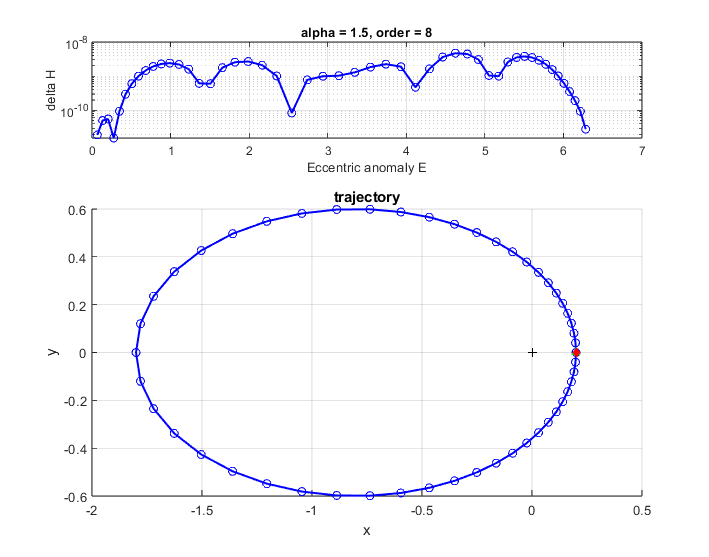 alpha = 1.5, order = 8
10^-8
10^-10
delta H
0 1 2 3 4 5 6 7
Eccentric anomaly E
trajectory
0.6
0.4
0.2
0
-0.2
-0.4
-0.6
y
-2 -1.5 -1 -0.5 0 0.5
x